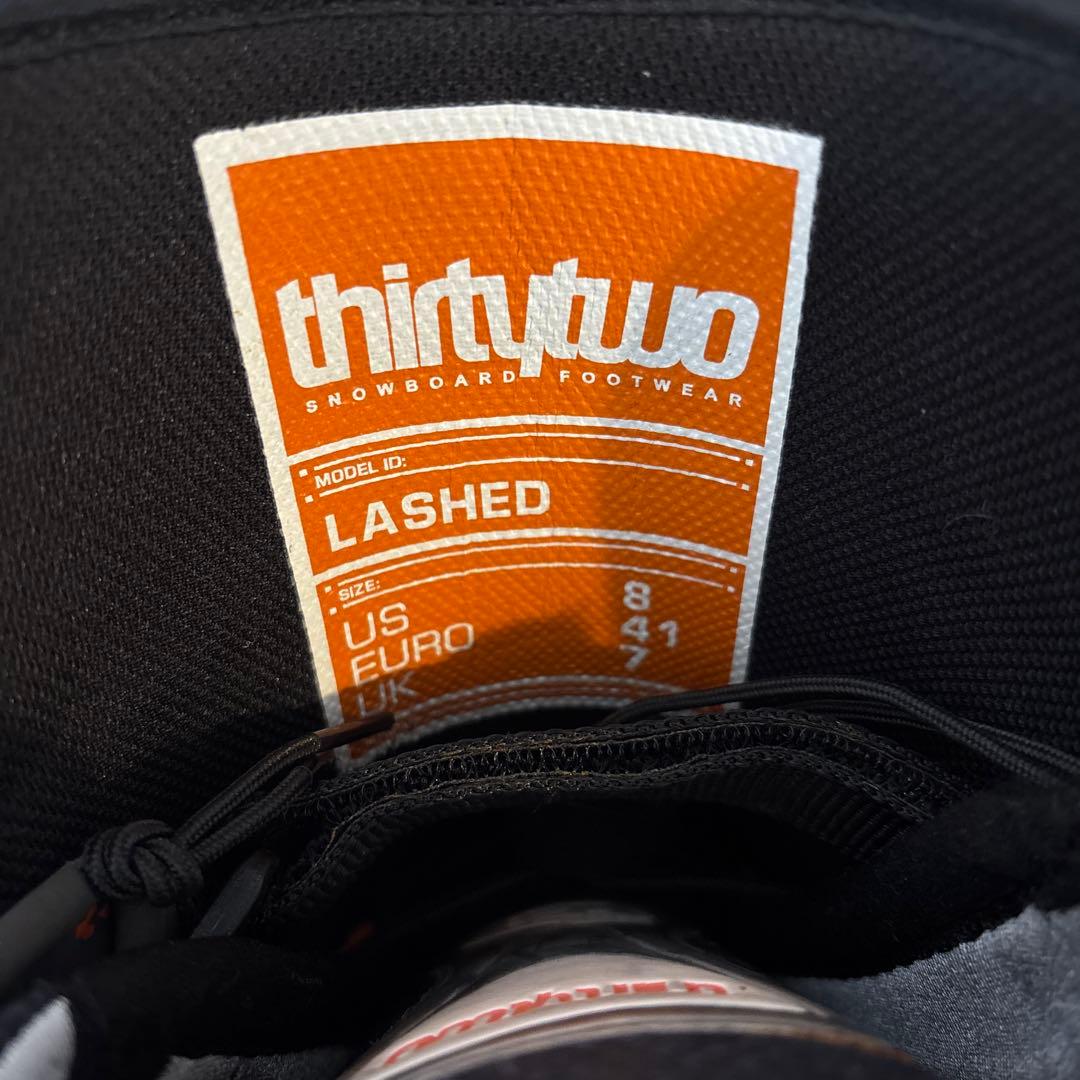 thirtytwo
SNOWBOARD FOOTWEAR
MODEL ID:
LASHED
SIZE:
US 8
EURO 41
UK 7